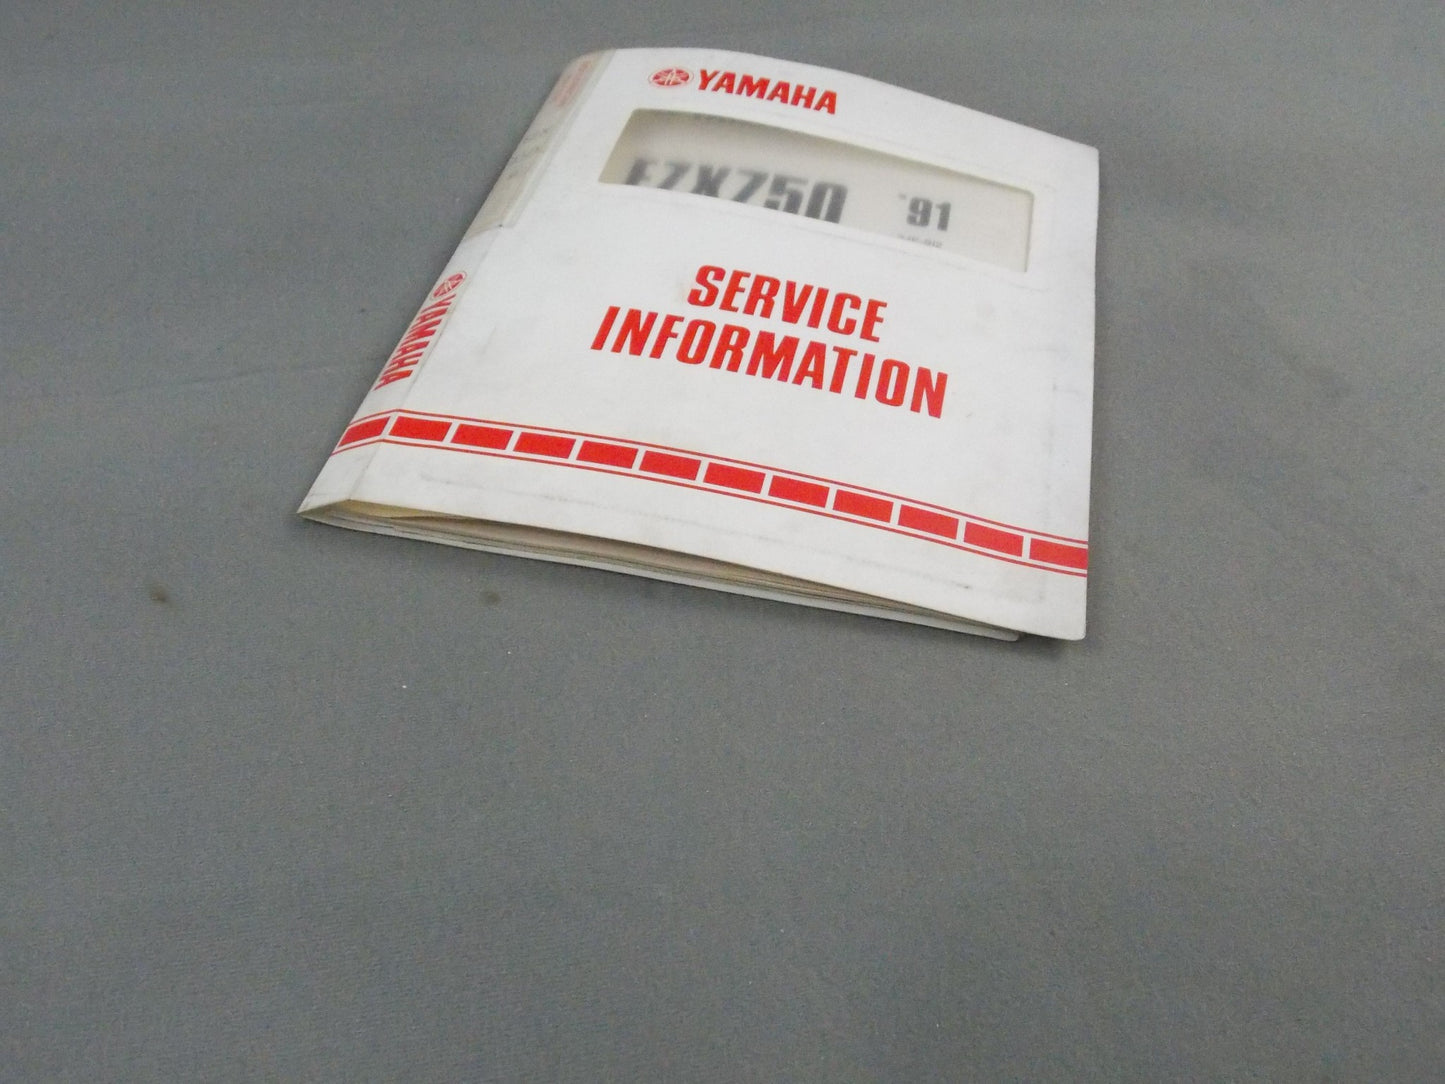 YAMAHA
FZX750 '91
SERVICE
INFORMATION
YAMAHA